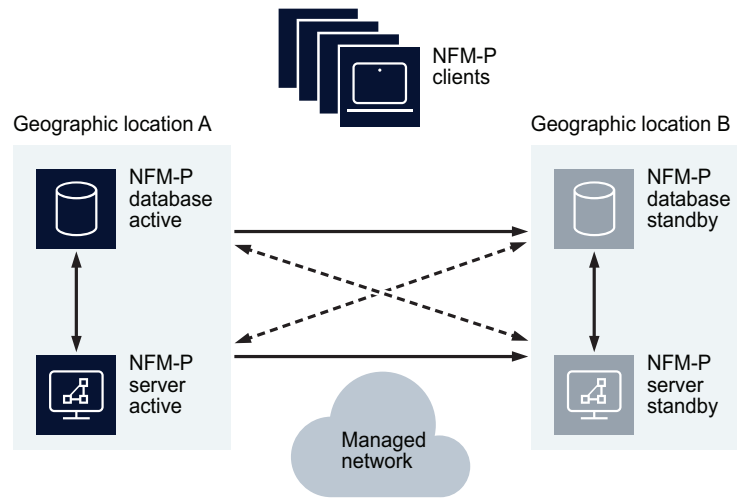 NFM-P
clients
Geographic location A
Geographic location B
NFM-P
database
active
NFM-P
database
standby
NFM-P
server
active
NFM-P
server
standby
Managed
network